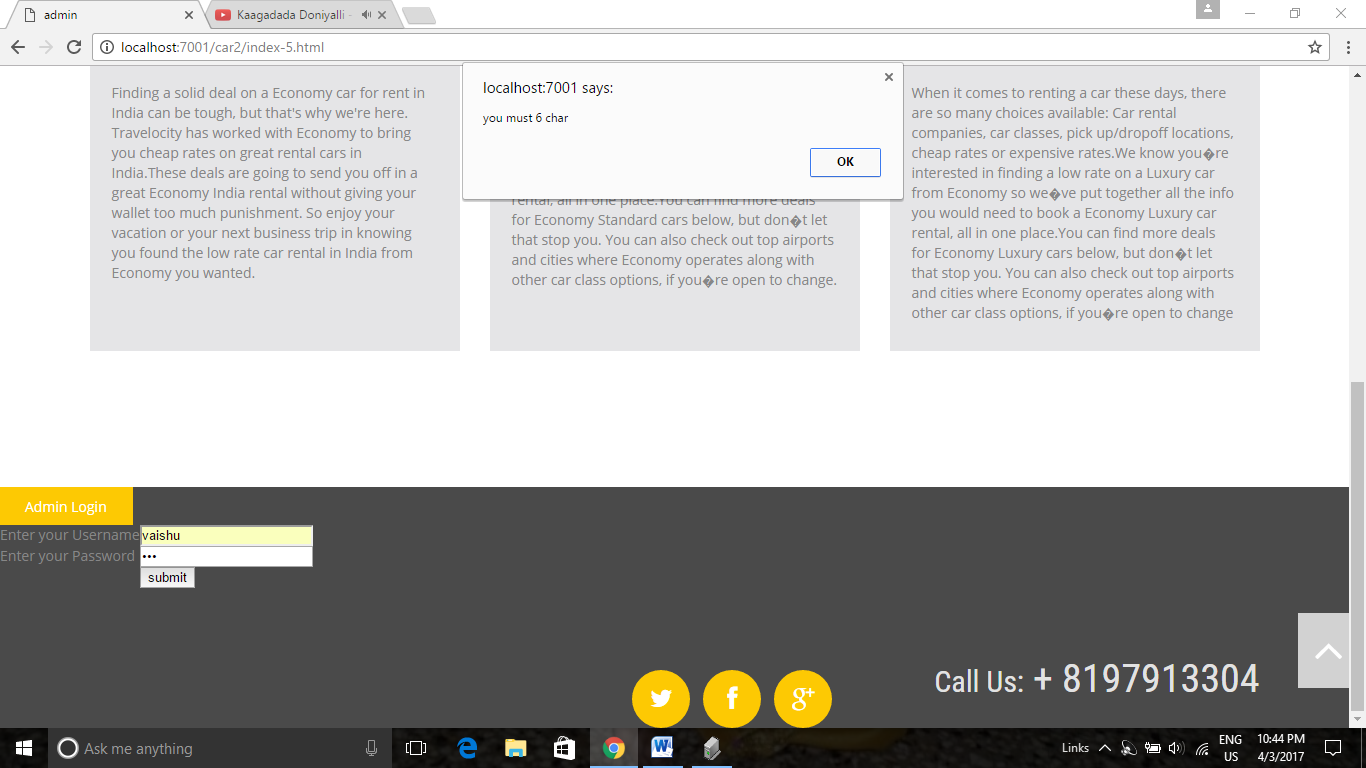 admin
Kaagadada Doniyalli -
localhost:7001/car2/index-5.html
Finding a solid deal on a Economy car for rent in
India can be tough, but that's why we're here.
Travelocity has worked with Economy to bring
you cheap rates on great rental cars in
India.These deals are going to send you off in a
great Economy India rental without giving your
wallet too much punishment. So enjoy your
vacation or your next business trip in knowing
you found the low rate car rental in India from
Economy you wanted.
localhost:7001 says:
you must 6 char
OK
rental, all in one place.You can find more deals
for Economy Standard cars below, but don�t let
that stop you. You can also check out top airports
and cities where Economy operates along with
other car class options, if you�re open to change.
When it comes to renting a car these days, there
are so many choices available: Car rental
companies, car classes, pick up/dropoff locations,
cheap rates or expensive rates.We know you�re
interested in finding a low rate on a Luxury car
from Economy so we�ve put together all the info
you would need to book a Economy Luxury car
rental, all in one place.You can find more deals
for Economy Luxury cars below, but don�t let
that stop you. You can also check out top airports
and cities where Economy operates along with
other car class options, if you�re open to change
Admin Login
Enter your Username vaishu
Enter your Password •••
submit
Call Us: + 8197913304
Ask me anything
Links
ENG
US
10:44 PM
4/3/2017